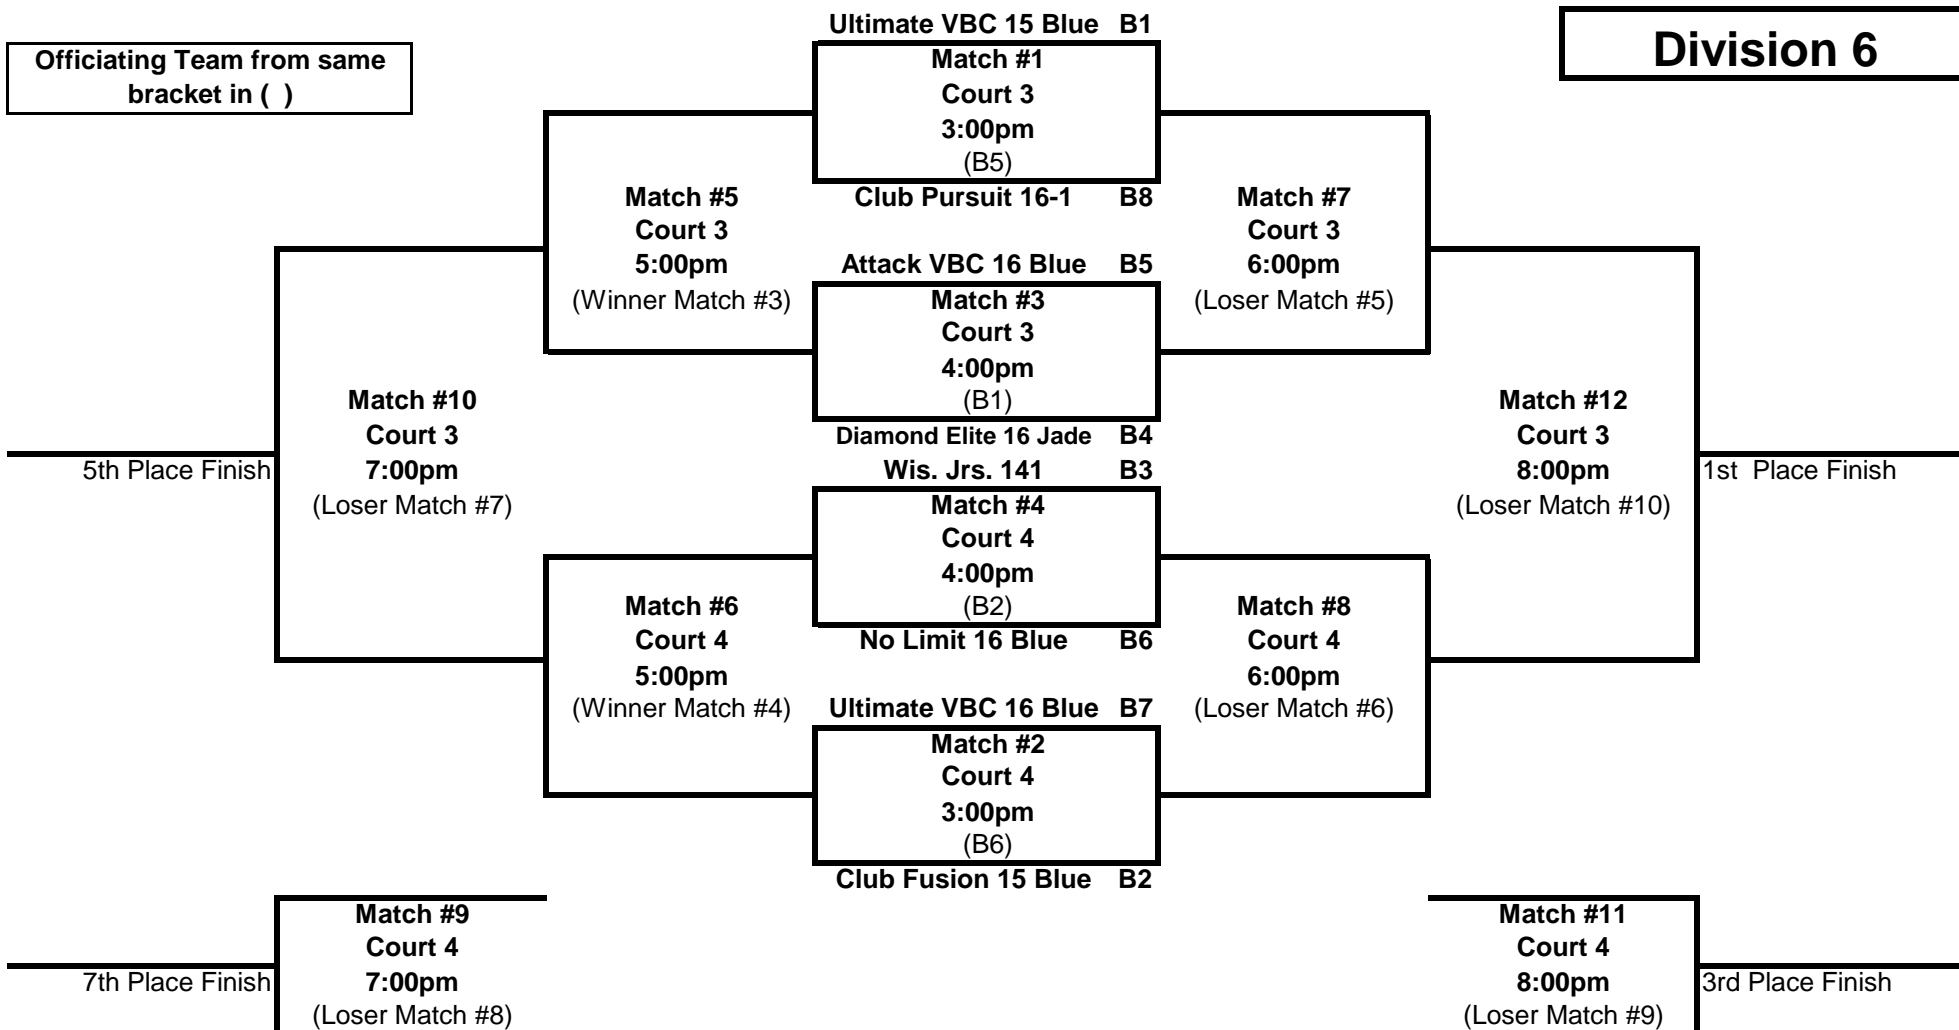 Ultimate VBC 15 Blue B1
Officiating Team from same
bracket in ( )
Division 6
Match #1
Court 3
3:00pm
(B5)
Club Pursuit 16-1 B8
Match #5
Court 3
5:00pm
(Winner Match #3)
Match #7
Court 3
6:00pm
(Loser Match #5)
Attack VBC 16 Blue B5
Match #3
Court 3
4:00pm
(B1)
Diamond Elite 16 Jade B4
Match #10
Court 3
7:00pm
(Loser Match #7)
5th Place Finish
Match #12
Court 3
8:00pm
(Loser Match #10)
1st Place Finish
Wis. Jrs. 141 B3
Match #4
Court 4
4:00pm
(B2)
No Limit 16 Blue B6
Match #6
Court 4
5:00pm
(Winner Match #4)
Match #8
Court 4
6:00pm
(Loser Match #6)
Ultimate VBC 16 Blue B7
Match #2
Court 4
3:00pm
(B6)
Club Fusion 15 Blue B2
Match #9
Court 4
7:00pm
(Loser Match #8)
7th Place Finish
Match #11
Court 4
8:00pm
(Loser Match #9)
3rd Place Finish